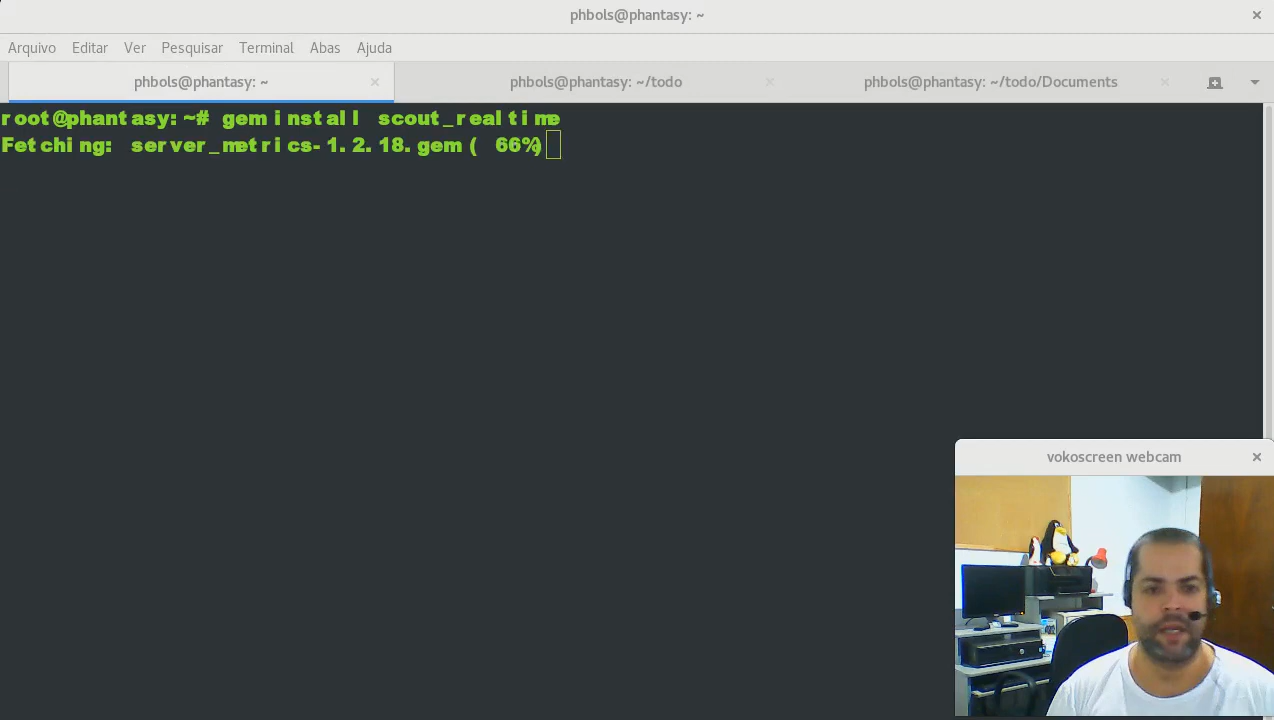 phbols@phantasy: ~
Arquivo Editar Ver Pesquisar Terminal Abas Ajuda
phbols@phantasy: ~ phbols@phantasy: ~/todo phbols@phantasy: ~/todo/Documents
root@phantasy:~# gem install scout_realtime
Fetching: server_metrics-1.2.18.gem ( 66%)
vokoscreen webcam